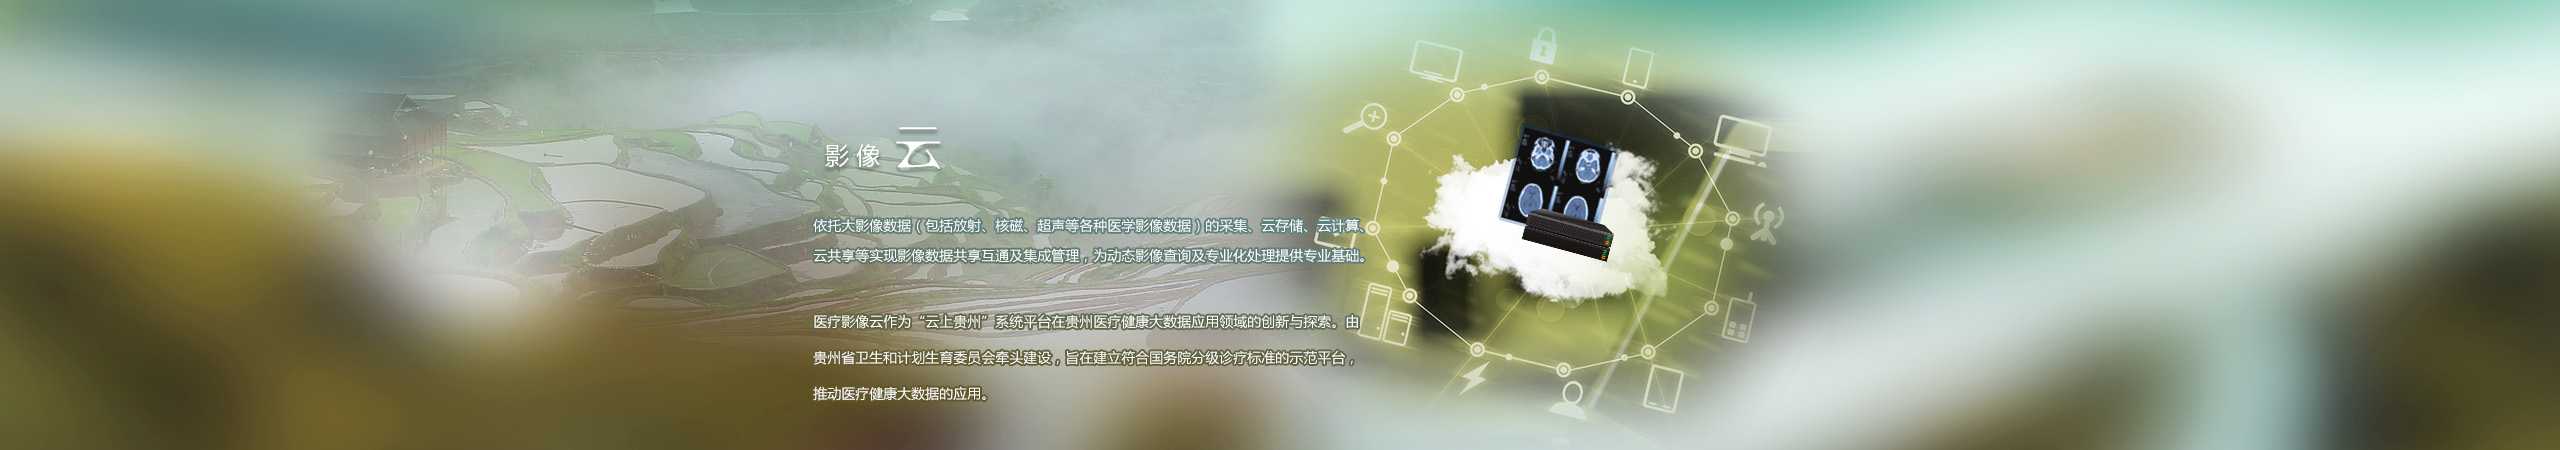 影像云
依托大影像数据（包括放射、核磁、超声等各种医学影像数据）的采集、云存储、云计算、
云共享等实现影像数据共享互通及集成管理，为动态影像查询及专业化处理提供专业基础。
医疗影像云作为“云上贵州”系统平台在贵州医疗健康大数据应用领域的创新与探索。由
贵州省卫生和计划生育委员会牵头建设，旨在建立符合国务院分级诊疗标准的示范平台，
推动医疗健康大数据的应用。